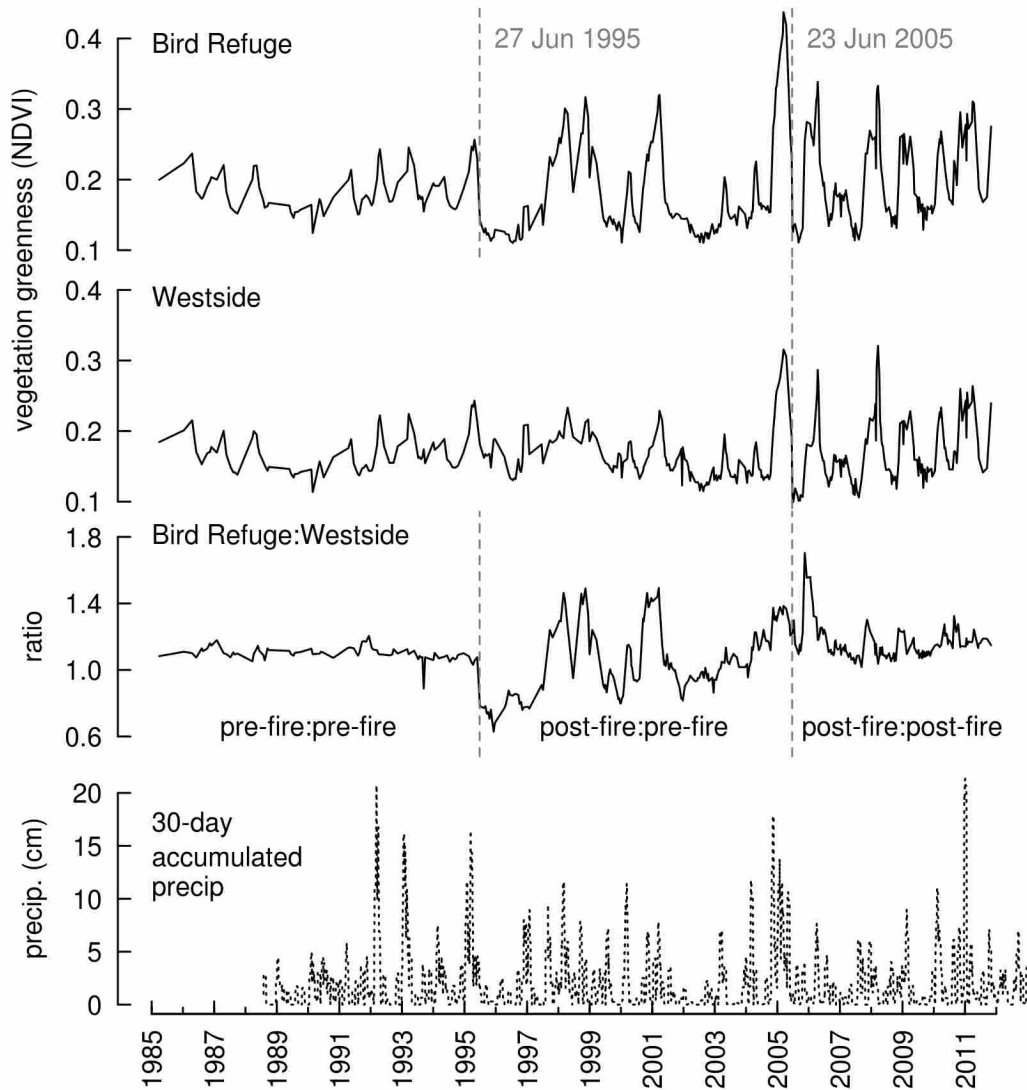 vegetation greenness (NDVI)
0.4
0.3
0.2
0.1
Bird Refuge
27 Jun 1995
23 Jun 2005
0.4
0.3
0.2
0.1
Westside
ratio
1.8
1.4
1.0
0.6
Bird Refuge:Westside
pre-fire:pre-fire
post-fire:pre-fire
post-fire:post-fire
precip. (cm)
20
15
10
5
0
30-day
accumulated
precip
1985
1987
1989
1991
1993
1995
1997
1999
2001
2003
2005
2007
2009
2011